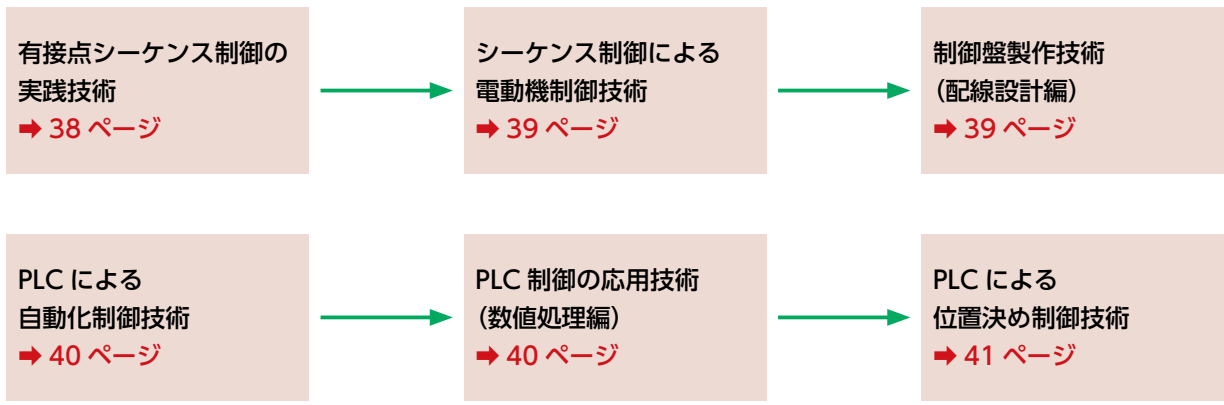 有接点シーケンス制御の
実践技術
➡ 38 ページ
シーケンス制御による
電動機制御技術
➡ 39 ページ
制御盤製作技術
（配線設計編）
➡ 39 ページ
PLC による
自動化制御技術
➡ 40 ページ
PLC 制御の応用技術
（数値処理編）
➡ 40 ページ
PLC による
位置決め制御技術
➡ 41 ページ